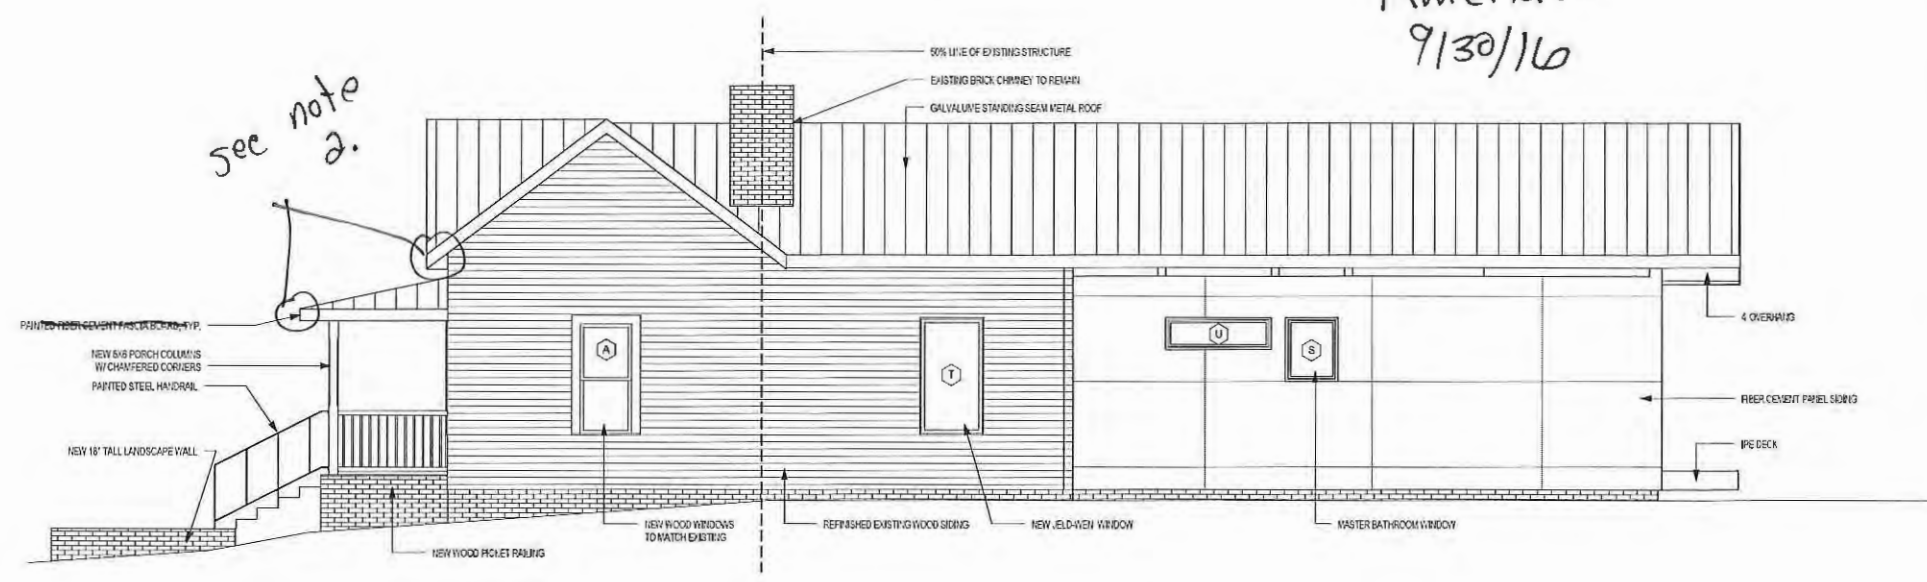 9/30/16
see note
2.
50% LINE OF EXISTING STRUCTURE
EXISTING BRICK CHIMNEY TO REMAIN
GALVALUME STANDING SEAM METAL ROOF
PAINTED FIBER CEMENT FASCIA BOARD, TYP.
NEW 6X6 PORCH COLUMNS
W/ CHAMFERED CORNERS
PAINTED STEEL HANDRAIL
NEW 18" TALL LANDSCAPE WALL
A
T
U
S
4' OVERHANG
FIBER CEMENT PANEL SIDING
IPE DECK
NEW WOOD PICKET RAILING
NEW WOOD WINDOWS
TO MATCH EXISTING
REFINISHED EXISTING WOOD SIDING
NEW JELD-WEN WINDOW
MASTER BATHROOM WINDOW